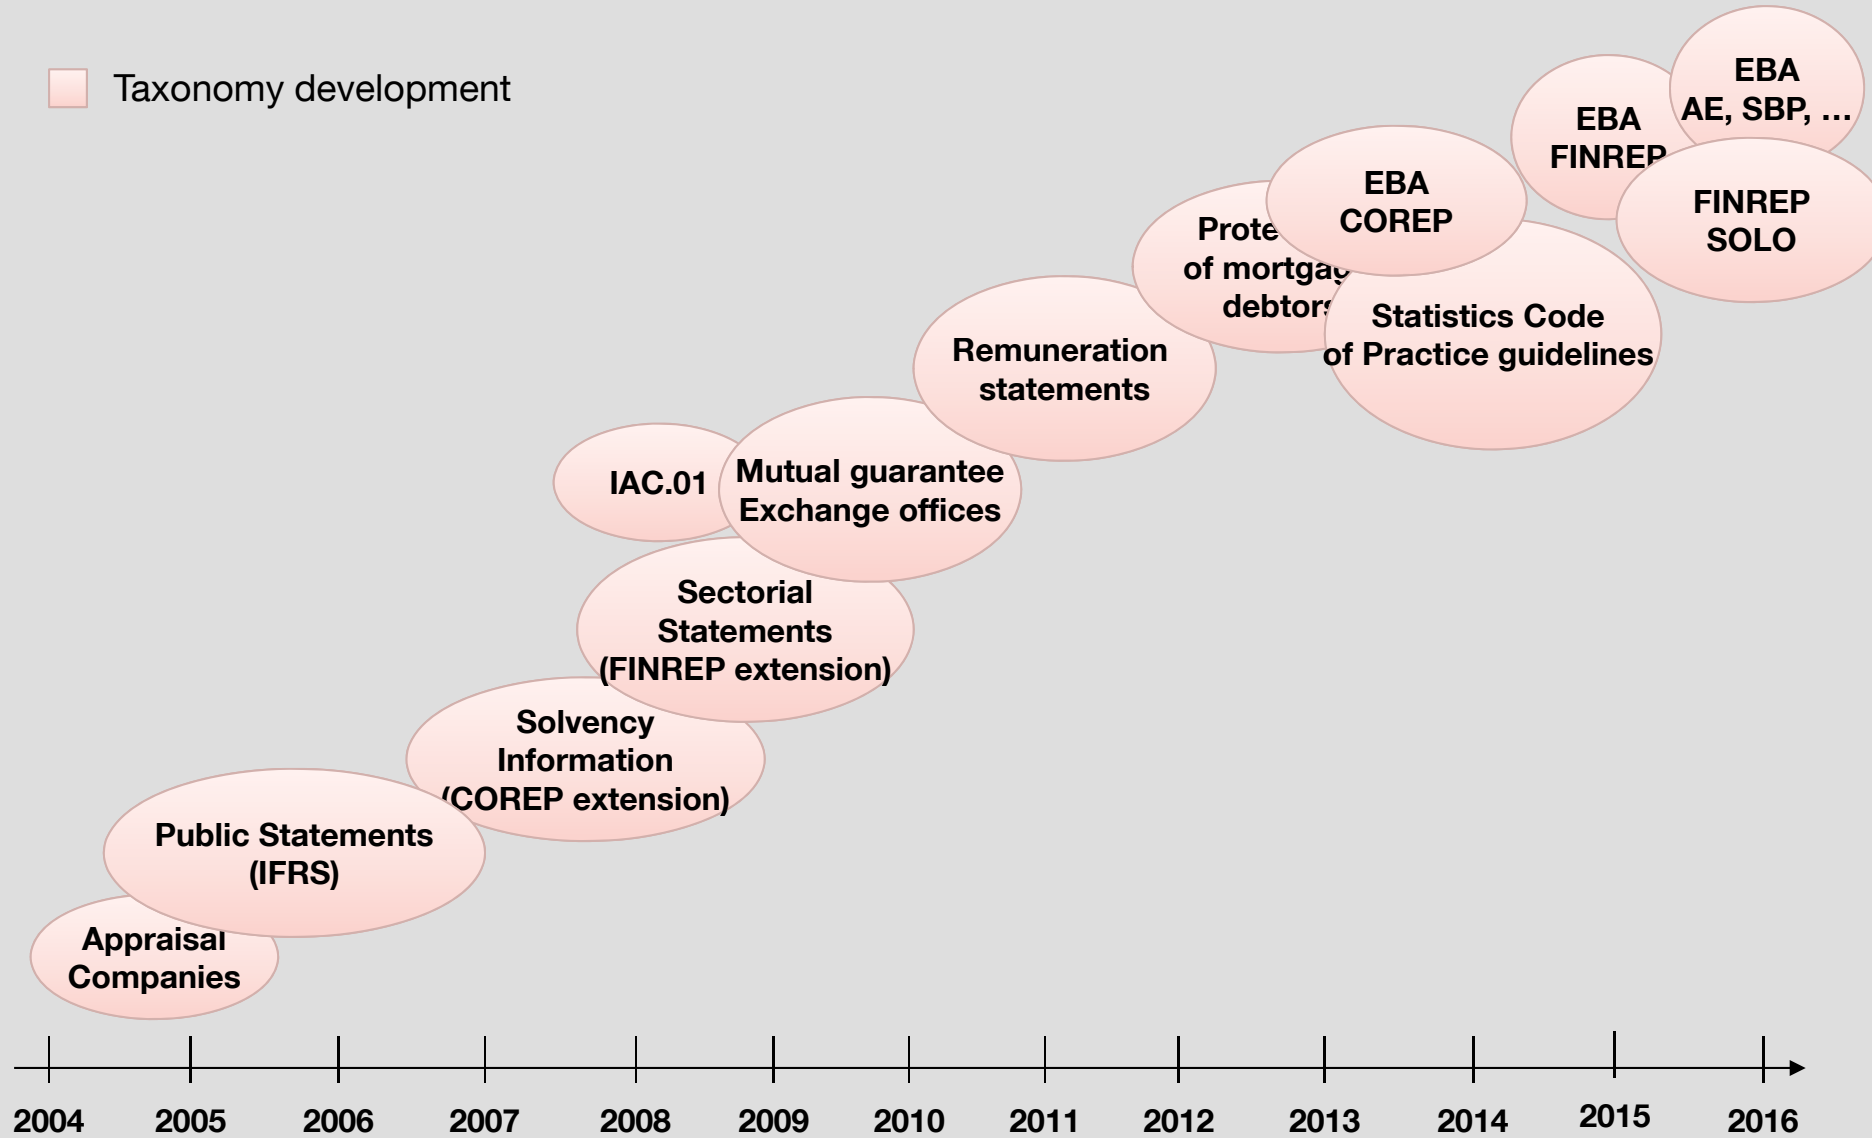 Taxonomy development
EBA
AE, SBP, ...
EBA
FINREP
FINREP
SOLO
EBA
COREP
of
debtors
Statistics Code
of Practice guidelines
Remuneration
statements
IAC.01
Mutual guarantee
Exchange offices
Sectorial
Statements
(FINREP extension)
Solvency
Information
(COREP extension)
Public Statements
(IFRS)
Appraisal
Companies
2004 2005 2006 2007 2008 2009 2010 2011 2012 2013 2014 2015 2016